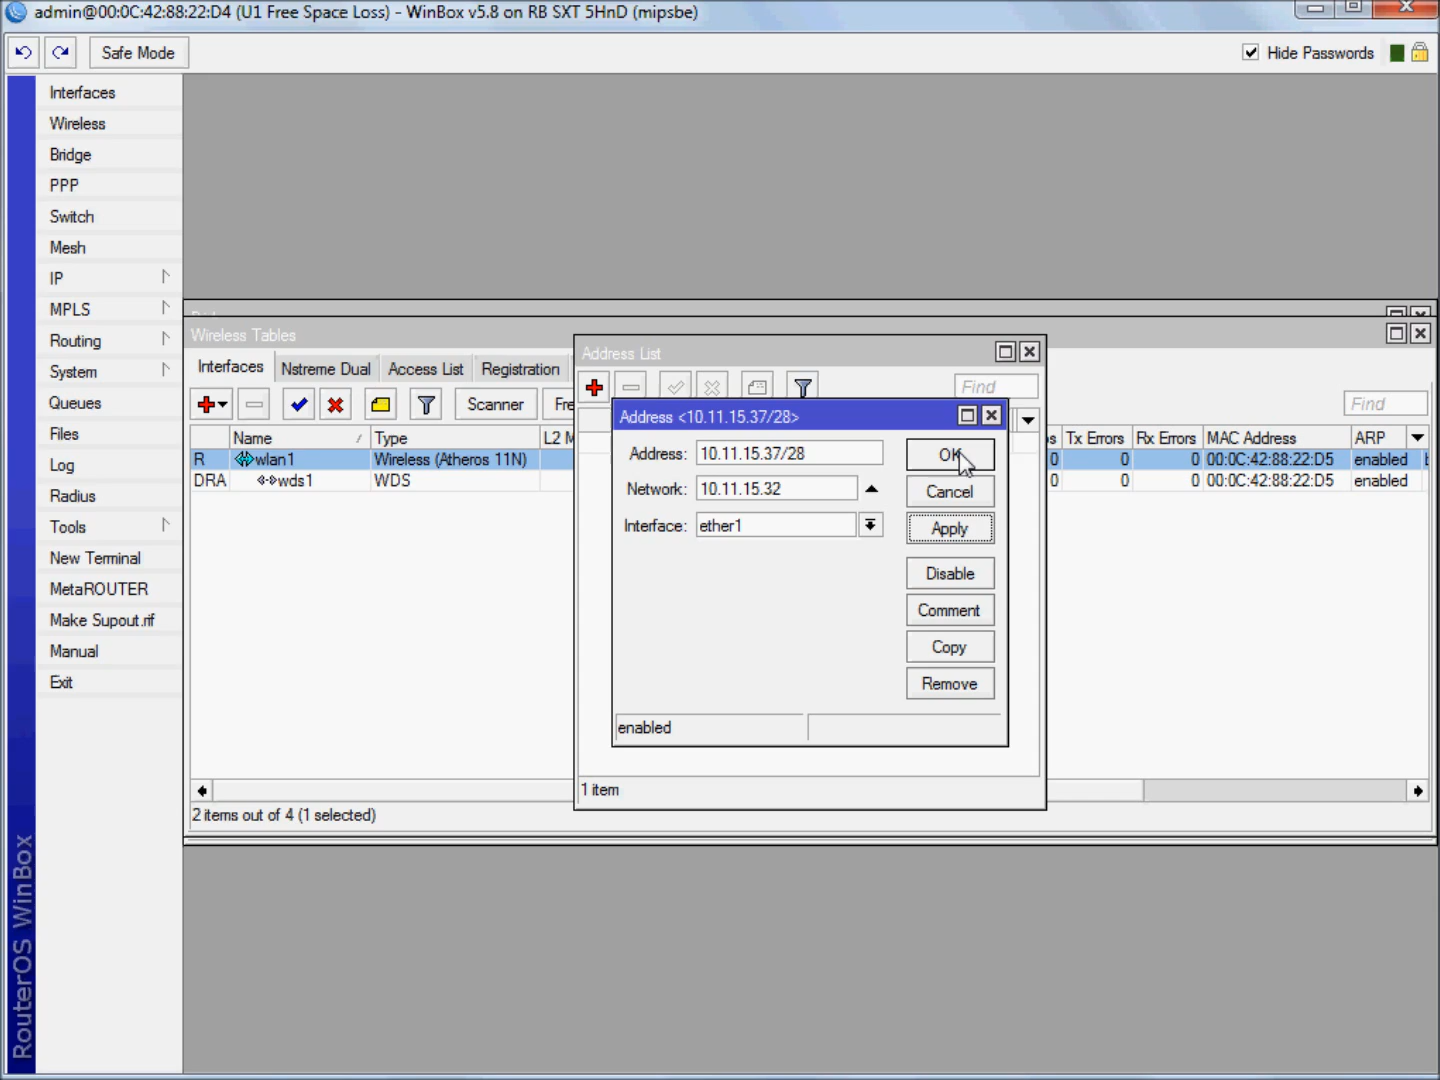 admin@00:0C:42:88:22:D4 (U1 Free Space Loss) - WinBox v5.8 on RB SXT 5HnD (mipsbe)
Safe Mode
Hide Passwords
Interfaces
Wireless
Bridge
PPP
Switch
Mesh
IP
MPLS
Routing
System
Queues
Files
Log
Radius
Tools
New Terminal
MetaROUTER
Make Supout.rif
Manual
Exit
RouterOS WinBox
Wireless Tables
Interfaces Nstreme Dual Access List Registration
Scanner
Find
Name Type L2 M Tx Errors Rx Errors MAC Address ARP
R wlan1 Wireless (Atheros 11N) 0 0 0 00:0C:42:88:22:D5 enabled
DRA wds1 WDS 0 0 0 00:0C:42:88:22:D5 enabled
2 items out of 4 (1 selected)
Address List
Find
Address <10.11.15.37/28>
Address: 10.11.15.37/28
Network: 10.11.15.32
Interface: ether1
OK
Cancel
Apply
Disable
Comment
Copy
Remove
enabled
1 item